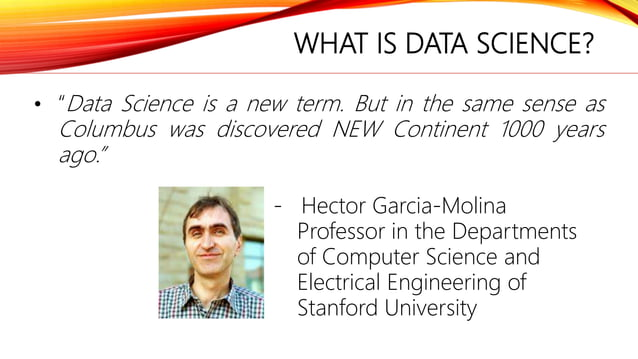 WHAT IS DATA SCIENCE?
• “Data Science is a new term. But in the same sense as
Columbus was discovered NEW Continent 1000 years
ago.”
- Hector Garcia-Molina
Professor in the Departments
of Computer Science and
Electrical Engineering of
Stanford University